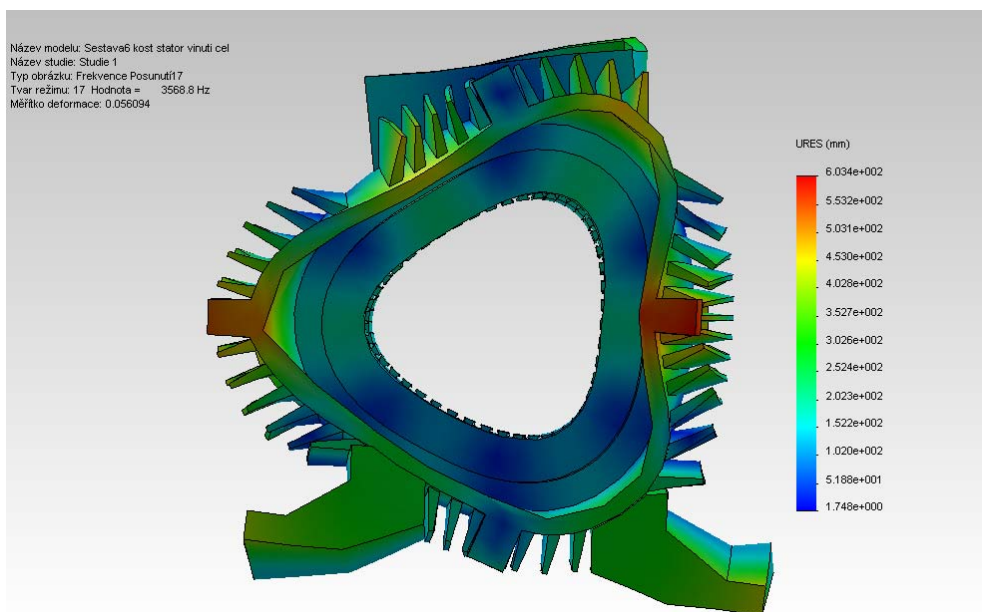 Název modelu: Sestava6 kost stator vinuti cel
Název studie: Studie 1
Typ obrázku: Frekvence Posunutí17
Tvar režimu: 17 Hodnota = 3568.8 Hz
Měřítko deformace: 0.056094
URES (mm)
6.034e+002
5.532e+002
5.031e+002
4.530e+002
4.028e+002
3.527e+002
3.026e+002
2.524e+002
2.023e+002
1.522e+002
1.020e+002
5.188e+001
1.748e+000